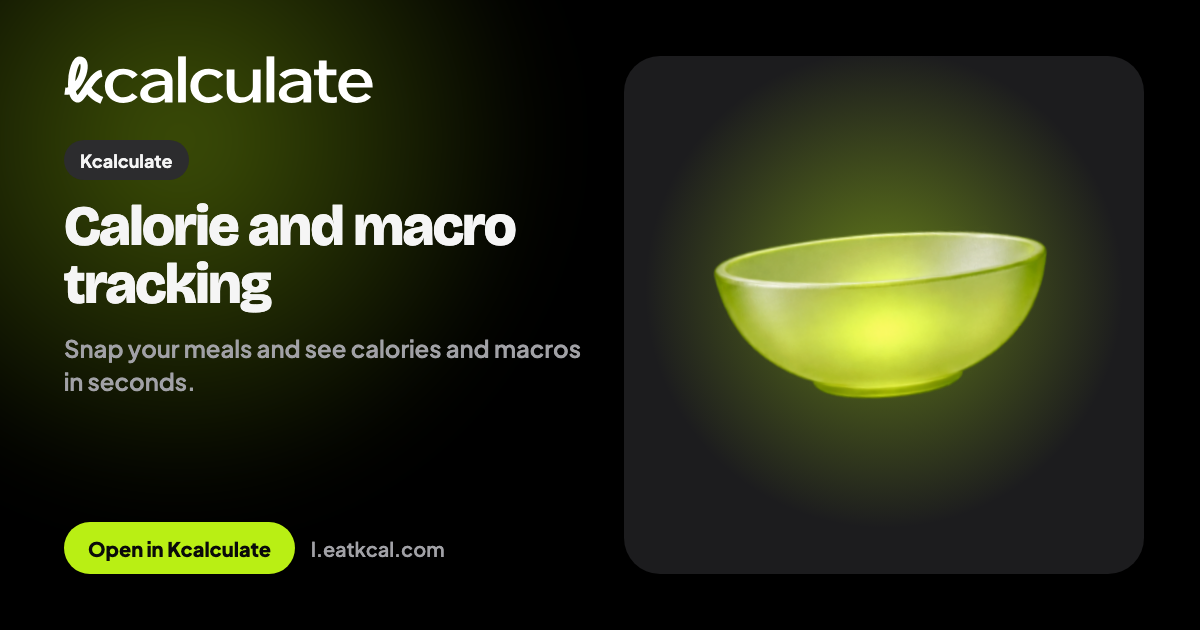 kcalculate
Kcalculate
Calorie and macro
tracking
Snap your meals and see calories and macros
in seconds.
Open in Kcalculate
l.eatkcal.com